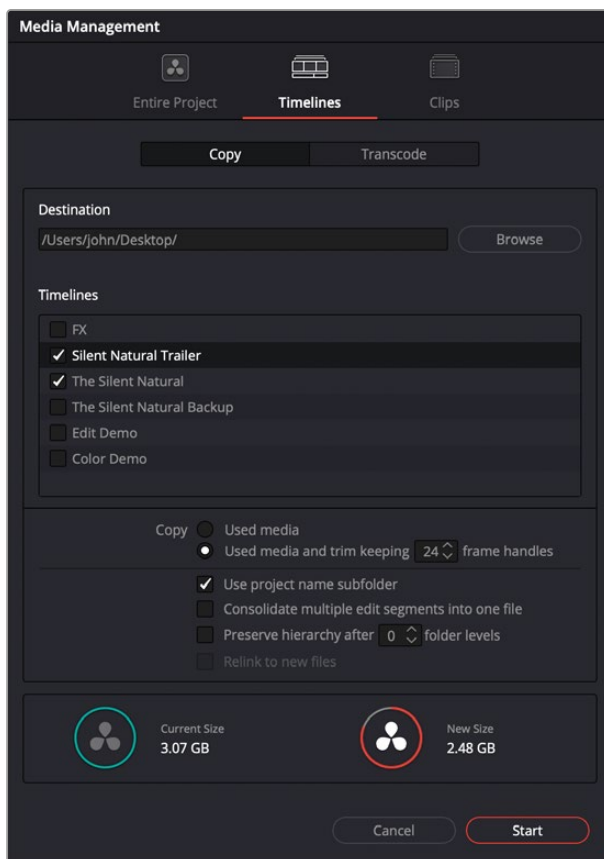 Media Management
Entire Project Timelines Clips
Copy Transcode
Destination
/Users/john/Desktop/ Browse
Timelines
FX
Silent Natural Trailer
The Silent Natural
The Silent Natural Backup
Edit Demo
Color Demo
Copy Used media
Used media and trim keeping 24 frame handles
Use project name subfolder
Consolidate multiple edit segments into one file
Preserve hierarchy after 0 folder levels
Relink to new files
Current Size New Size
3.07 GB 2.48 GB
Cancel Start